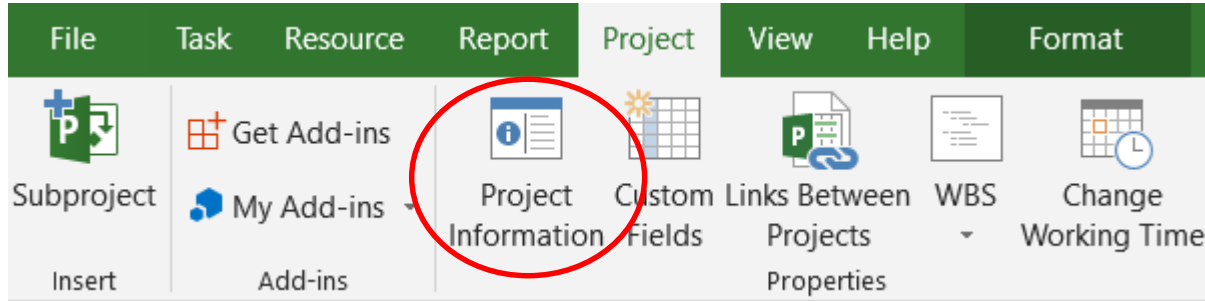 File Task Resource Report Project View Help Format
Get Add-ins
My Add-ins
Subproject
Project
Information
Custom
Fields
Links Between
Projects
WBS
Change
Working Time
Insert Add-ins Properties